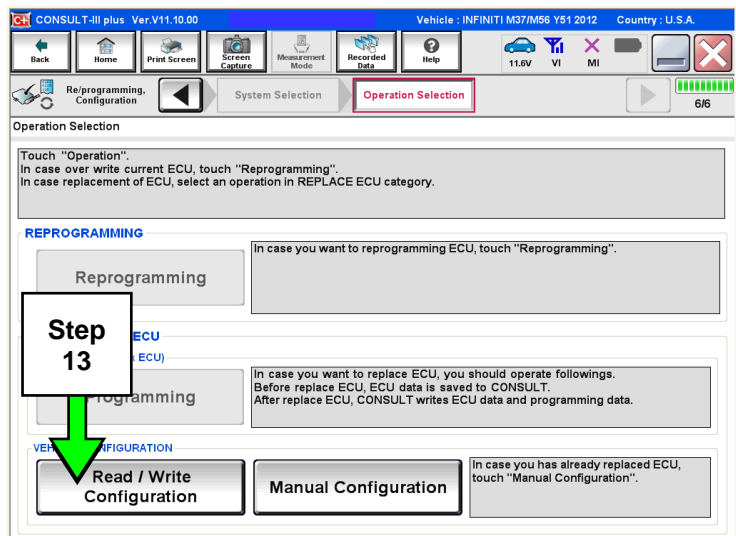 CONSULT-III plus Ver.V11.10.00
Vehicle : INFINITI M37/M56 Y51 2012
Country : U.S.A.
Back
Home
Print Screen
Screen
Capture
Measurement
Mode
Recorded
Data
Help
11.6V
VI
MI
Re/programming,
Configuration
System Selection
Operation Selection
6/6
Operation Selection
Touch "Operation".
In case over write current ECU, touch "Reprogramming".
In case replacement of ECU, select an operation in REPLACE ECU category.
REPROGRAMMING
Reprogramming
In case you want to reprogramming ECU, touch "Reprogramming".
Step
13
ECU
ECU)
Programming
In case you want to replace ECU, you should operate followings.
Before replace ECU, ECU data is saved to CONSULT.
After replace ECU, CONSULT writes ECU data and programming data.
VEH
NFIGURATION
Read / Write
Configuration
Manual Configuration
In case you has already replaced ECU,
touch "Manual Configuration".